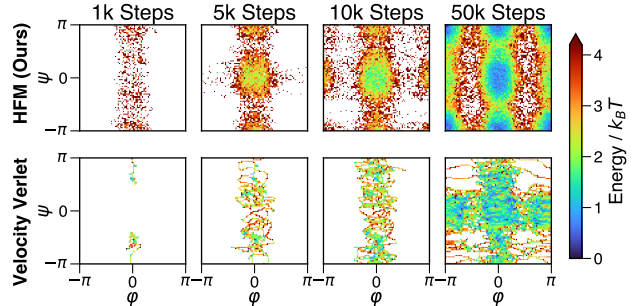 1k Steps 5k Steps 10k Steps 50k Steps
HFM (Ours)
ψ
π
0
−π
Velocity Verlet
ψ
π
0
−π
−π 0 π −π 0 π −π 0 π −π 0 π
φ φ φ φ
4
3
2
1
0
Energy / k_BT